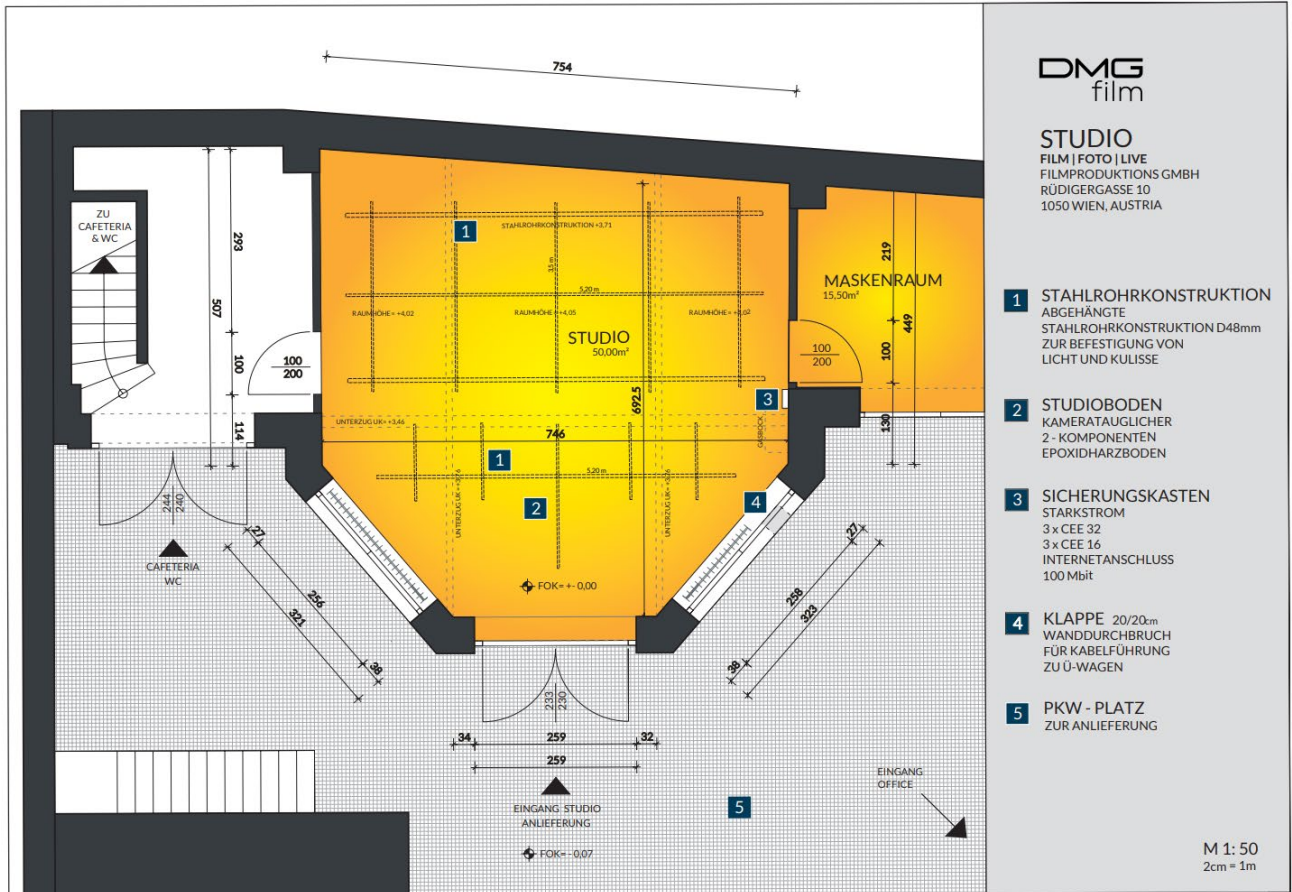 754
ZU
CAFETERIA
& WC
293
507
100
114
100
200
244
240
CAFETERIA
WC
STAHLROHRKONSTRUKTION +3,71
1
3,5 m
5,20 m
RAUMHÖHE = +4,02
RAUMHÖHE = +4,05
STUDIO
50,00m²
692.5
UNTERZUG UK= +3,46
746
1
5,20 m
2
3
GASBOCK
4
FOK= +- 0,00
MASKENRAUM
15,50m²
219
449
100
130
100
200
27
256
321
38
27
258
323
38
233
230
34
259
32
259
EINGANG STUDIO
ANLIEFERUNG
FOK= - 0,07
5
EINGANG
OFFICE
DMG
film
STUDIO
FILM | FOTO | LIVE
FILMPRODUKTIONS GMBH
RÜDIGERGASSE 10
1050 WIEN, AUSTRIA
1 STAHLROHRKONSTRUKTION
ABGEHÄNGTE
STAHLROHRKONSTRUKTION D48mm
ZUR BEFESTIGUNG VON
LICHT UND KULISSE
2 STUDIOBODEN
KAMERATAUGLICHER
2 - KOMPONENTEN
EPOXIDHARZBODEN
3 SICHERUNGSKASTEN
STARKSTROM
3 x CEE 32
3 x CEE 16
INTERNETANSCHLUSS
100 Mbit
4 KLAPPE 20/20cm
WANDDURCHBRUCH
FÜR KABELFÜHRUNG
ZU Ü-WAGEN
5 PKW - PLATZ
ZUR ANLIEFERUNG
M 1: 50
2cm = 1m